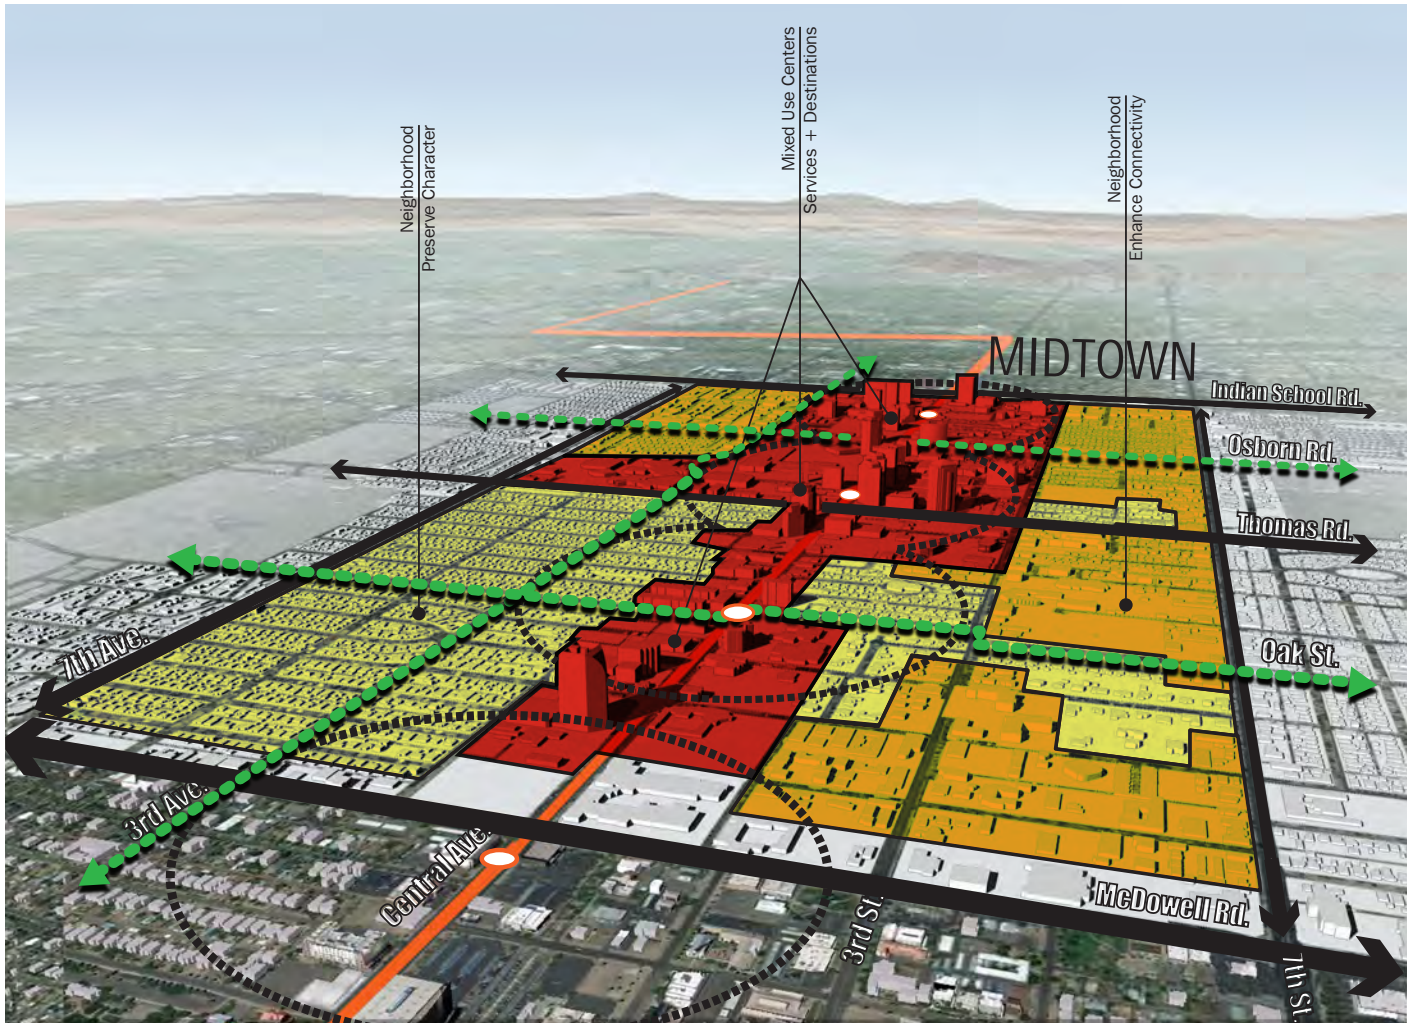 Neighborhood
Preserve Character
Mixed Use Centers
Services + Destinations
Neighborhood
Enhance Connectivity
MIDTOWN
Indian School Rd.
Osborn Rd.
Thomas Rd.
Oak St.
7th Ave.
3rd Ave.
Central Ave.
3rd St.
McDowell Rd.
7th St.